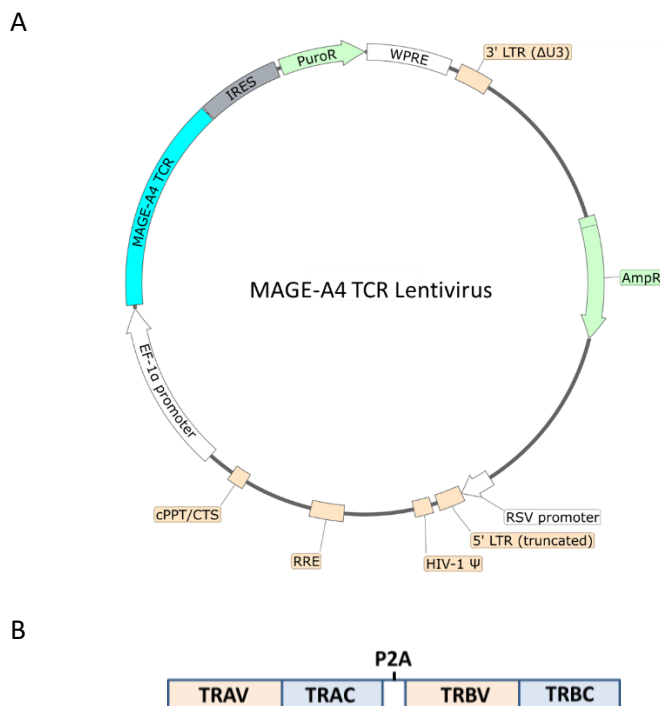 A
PuroR
WPRE
3' LTR (ΔU3)
IRES
MAGE-A4 TCR
AmpR
MAGE-A4 TCR Lentivirus
EF-1α promoter
cPPT/CTS
RSV promoter
5' LTR (truncated)
RRE
HIV-1 Ψ
B
P2A
TRAV TRAC TRBV TRBC